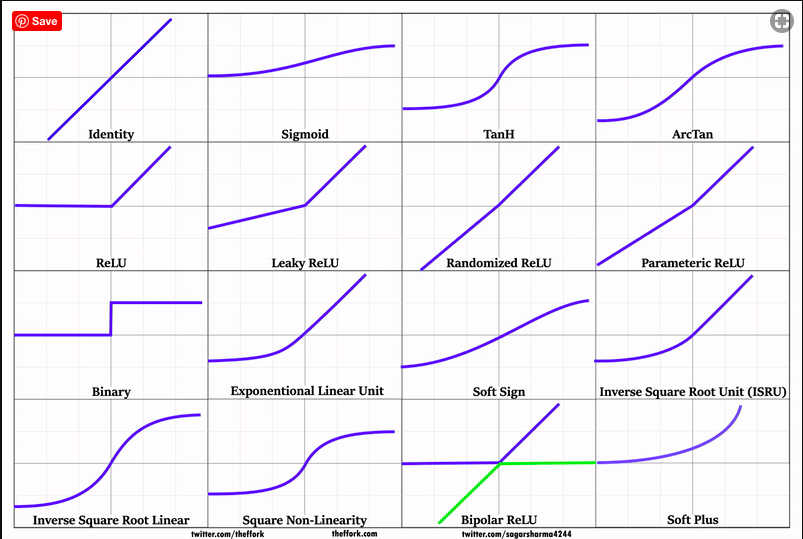 Save
Identity
Sigmoid
TanH
ArcTan
ReLU
Leaky ReLU
Randomized ReLU
Parameteric ReLU
Binary
Exponentional Linear Unit
Soft Sign
Inverse Square Root Unit (ISRU)
Inverse Square Root Linear
Square Non-Linearity
Bipolar ReLU
Soft Plus
twitter.com/theffork
theffork.com
twitter.com/sagarsharma4244